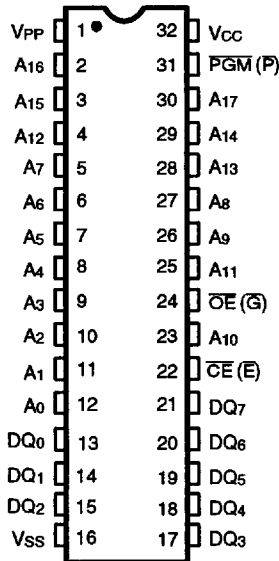 VPP 1 32 VCC
A16 2 31 PGM (P)
A15 3 30 A17
A12 4 29 A14
A7 5 28 A13
A6 6 27 A8
A5 7 26 A9
A4 8 25 A11
A3 9 24 OE (G)
A2 10 23 A10
A1 11 22 CE (E)
A0 12 21 DQ7
DQ0 13 20 DQ6
DQ1 14 19 DQ5
DQ2 15 18 DQ4
VSS 16 17 DQ3